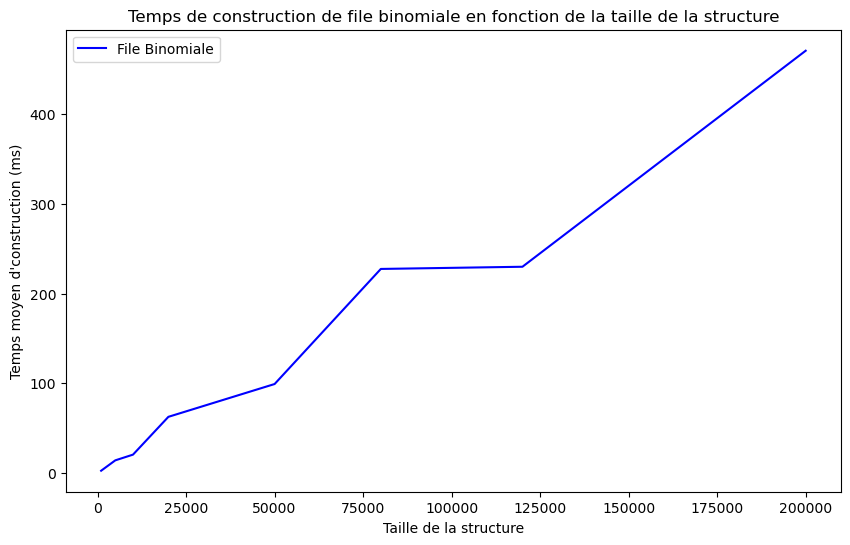 Temps de construction de file binomiale en fonction de la taille de la structure
File Binomiale
Temps moyen d'construction (ms)
400
300
200
100
0
0 25000 50000 75000 100000 125000 150000 175000 200000
Taille de la structure